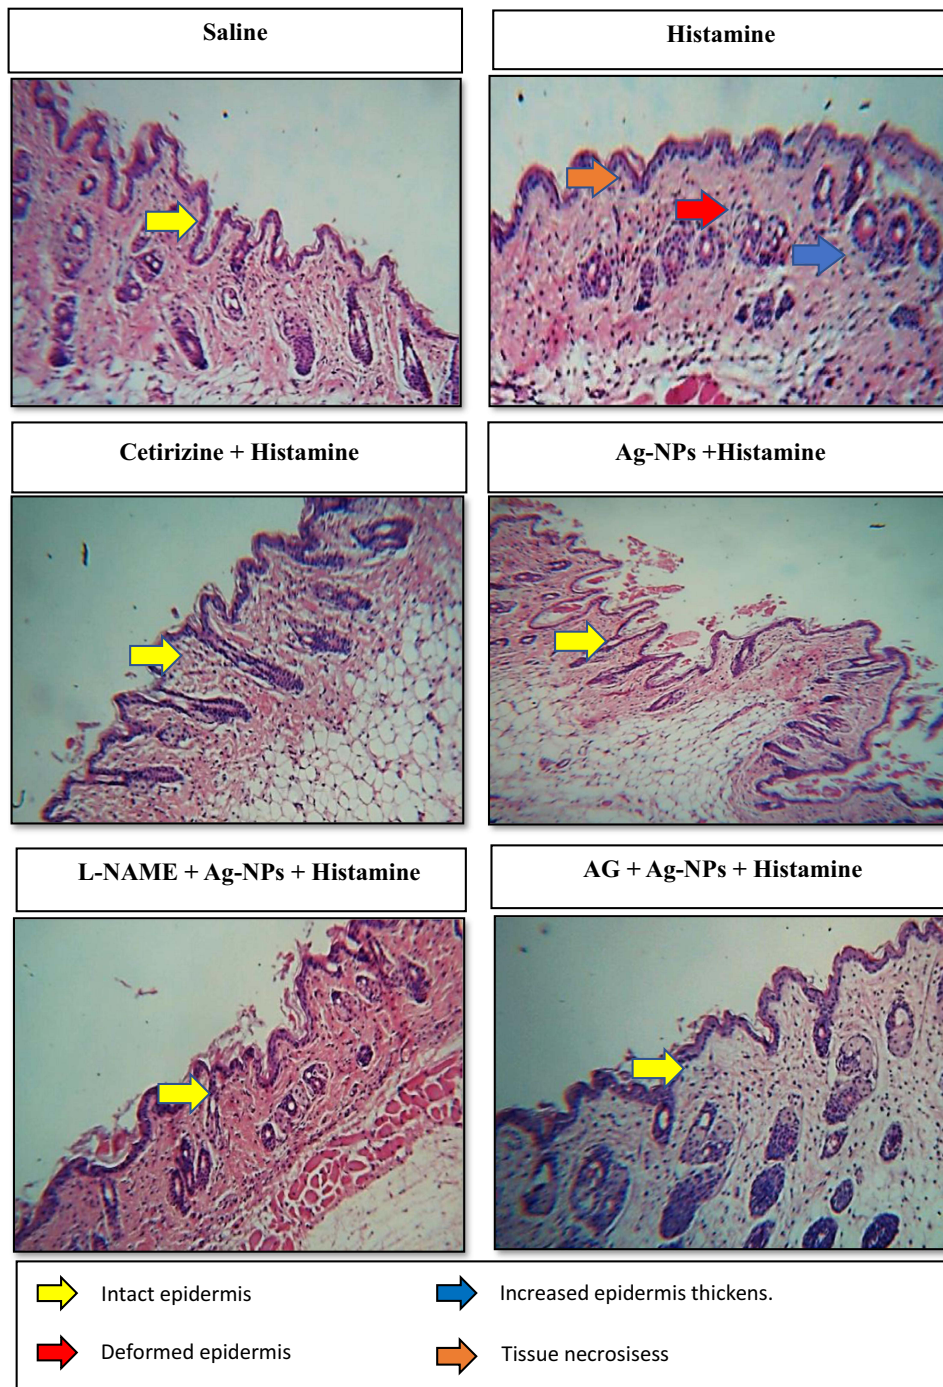 Saline
Histamine
Cetirizine + Histamine
Ag-NPs +Histamine
L-NAME + Ag-NPs + Histamine
AG + Ag-NPs + Histamine
Intact epidermis
Increased epidermis thickens.
Deformed epidermis
Tissue necrosisess